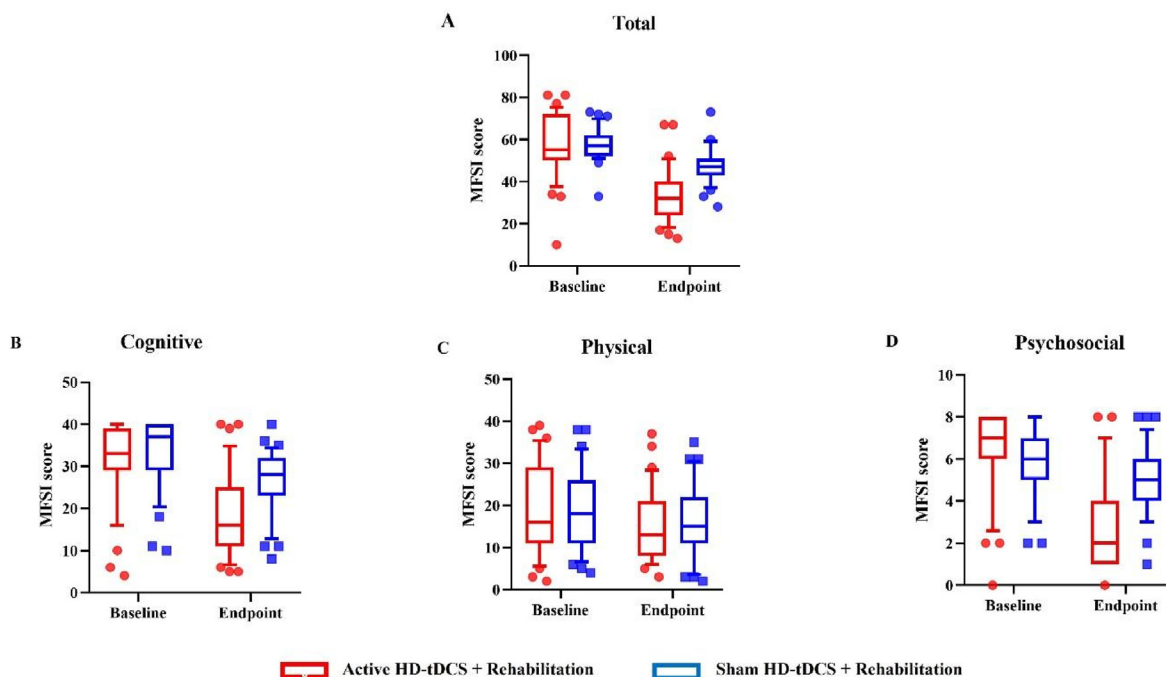 A
Total
MFSI score
100
80
60
40
20
0
Baseline
Endpoint
B
Cognitive
MFSI score
50
40
30
20
10
0
Baseline
Endpoint
C
Physical
MFSI score
50
40
30
20
10
0
Baseline
Endpoint
D
Psychosocial
MFSI score
10
8
6
4
2
0
Baseline
Endpoint
Active HD-tDCS + Rehabilitation
Sham HD-tDCS + Rehabilitation